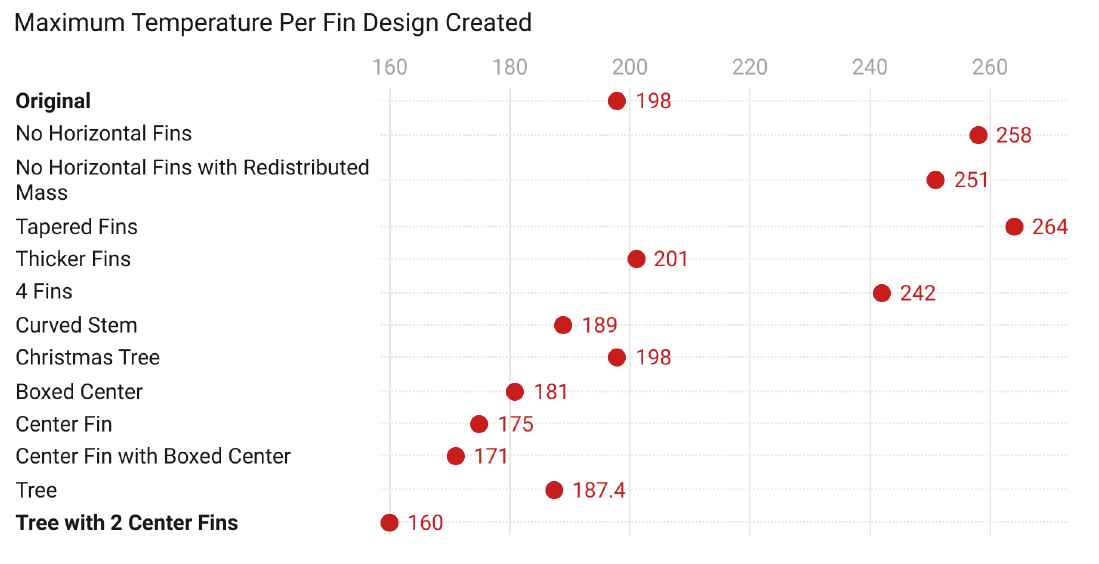 Maximum Temperature Per Fin Design Created
160 180 200 220 240 260
Original 198
No Horizontal Fins 258
No Horizontal Fins with Redistributed
Mass 251
Tapered Fins 264
Thicker Fins 201
4 Fins 242
Curved Stem 189
Christmas Tree 198
Boxed Center 181
Center Fin 175
Center Fin with Boxed Center 171
Tree 187.4
Tree with 2 Center Fins 160